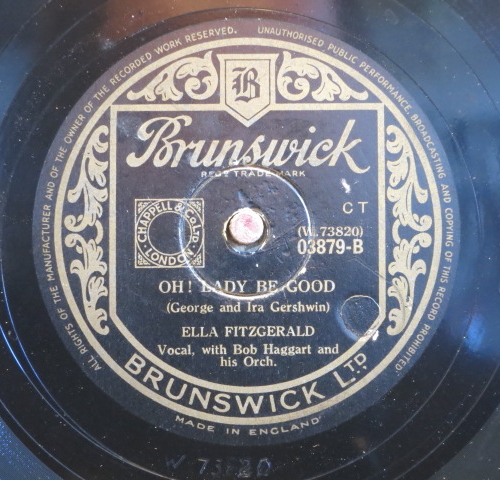 ALL RIGHTS OF THE MANUFACTURER AND OF THE OWNER OF THE RECORDED WORK RESERVED. UNAUTHORISED PUBLIC PERFORMANCE, BROADCASTING AND COPYING OF THIS RECORD PROHIBITED
B
Brunswick
REGD TRADE MARK
CHAPPELL & CO LTD.
LONDON
CT
(W.73820)
03879-B
OH! LADY BE GOOD
(George and Ira Gershwin)
ELLA FITZGERALD
Vocal, with Bob Haggart and
his Orch.
BRUNSWICK LTD
MADE IN ENGLAND
W 73820